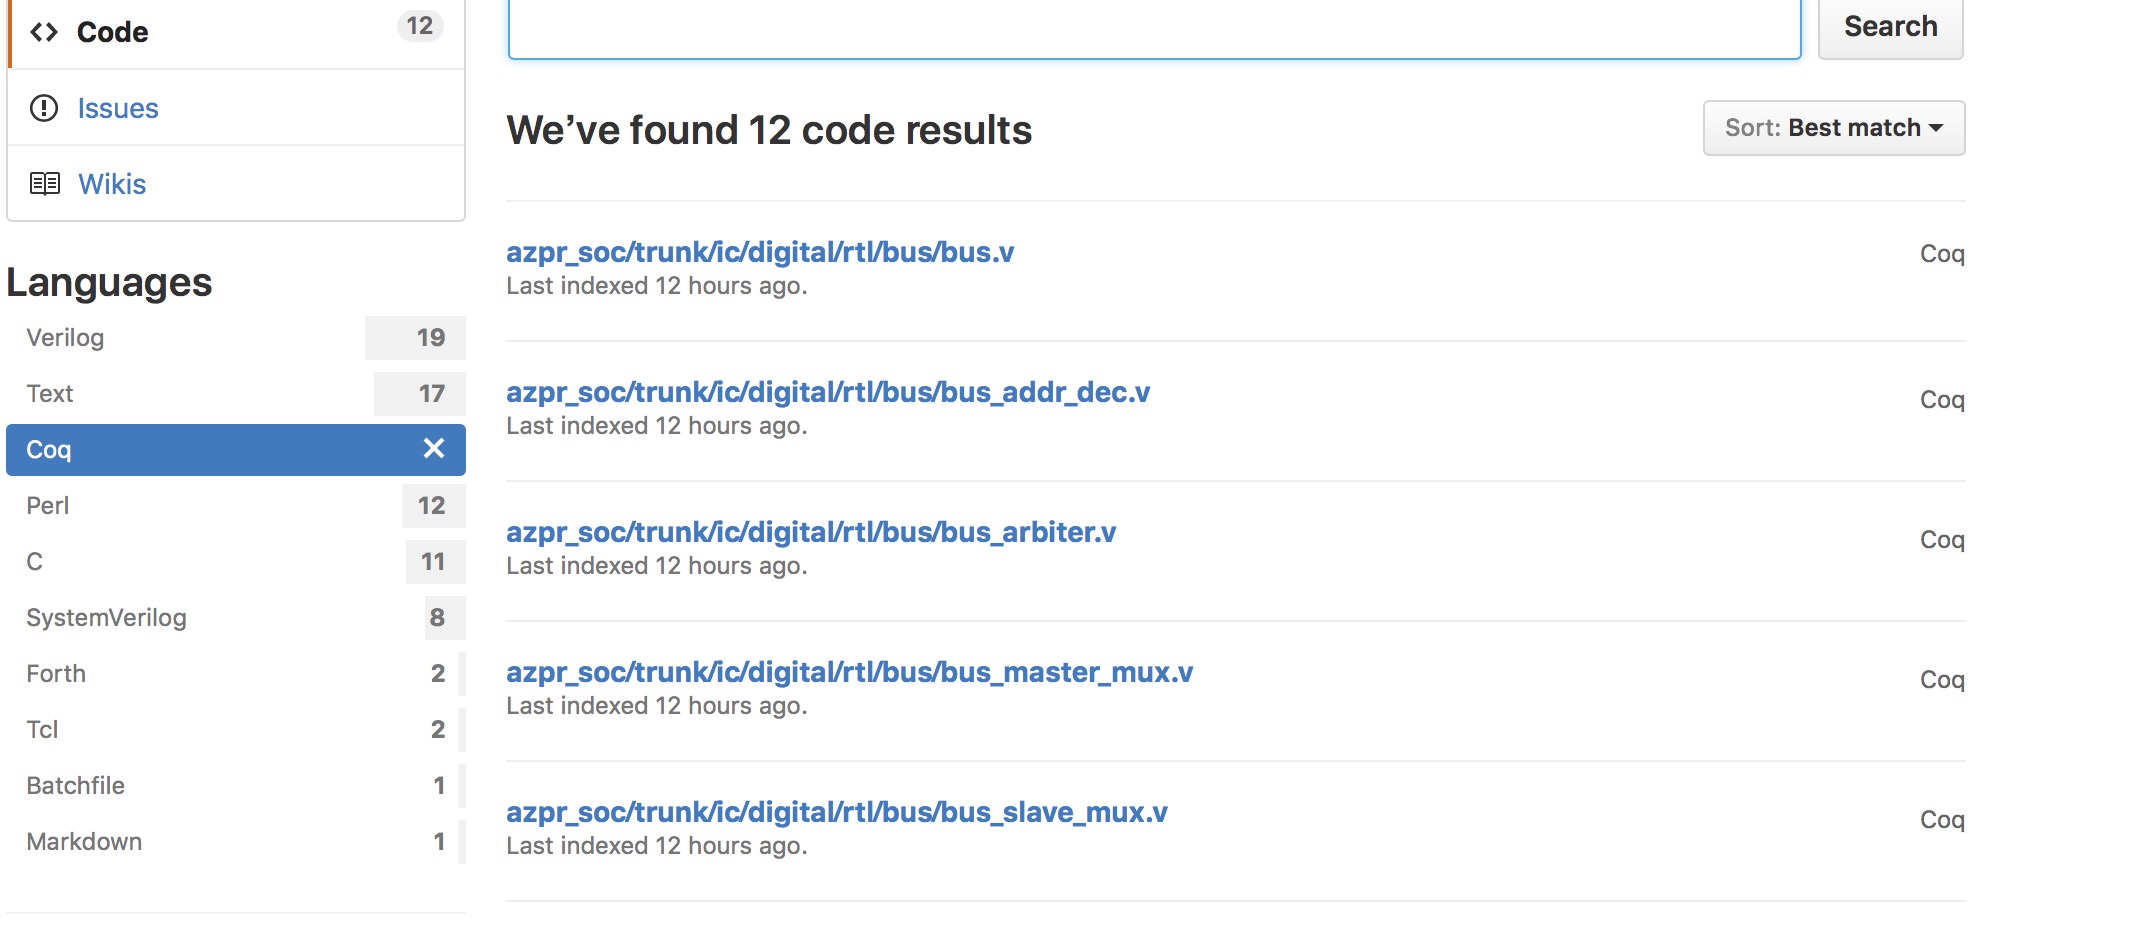 Code 12
Issues
Wikis
Languages
Verilog 19
Text 17
Coq
Perl 12
C 11
SystemVerilog 8
Forth 2
Tcl 2
Batchfile 1
Markdown 1
Search
We’ve found 12 code results
Sort: Best match
azpr_soc/trunk/ic/digital/rtl/bus/bus.v Coq
Last indexed 12 hours ago.
azpr_soc/trunk/ic/digital/rtl/bus/bus_addr_dec.v Coq
Last indexed 12 hours ago.
azpr_soc/trunk/ic/digital/rtl/bus/bus_arbiter.v Coq
Last indexed 12 hours ago.
azpr_soc/trunk/ic/digital/rtl/bus/bus_master_mux.v Coq
Last indexed 12 hours ago.
azpr_soc/trunk/ic/digital/rtl/bus/bus_slave_mux.v Coq
Last indexed 12 hours ago.